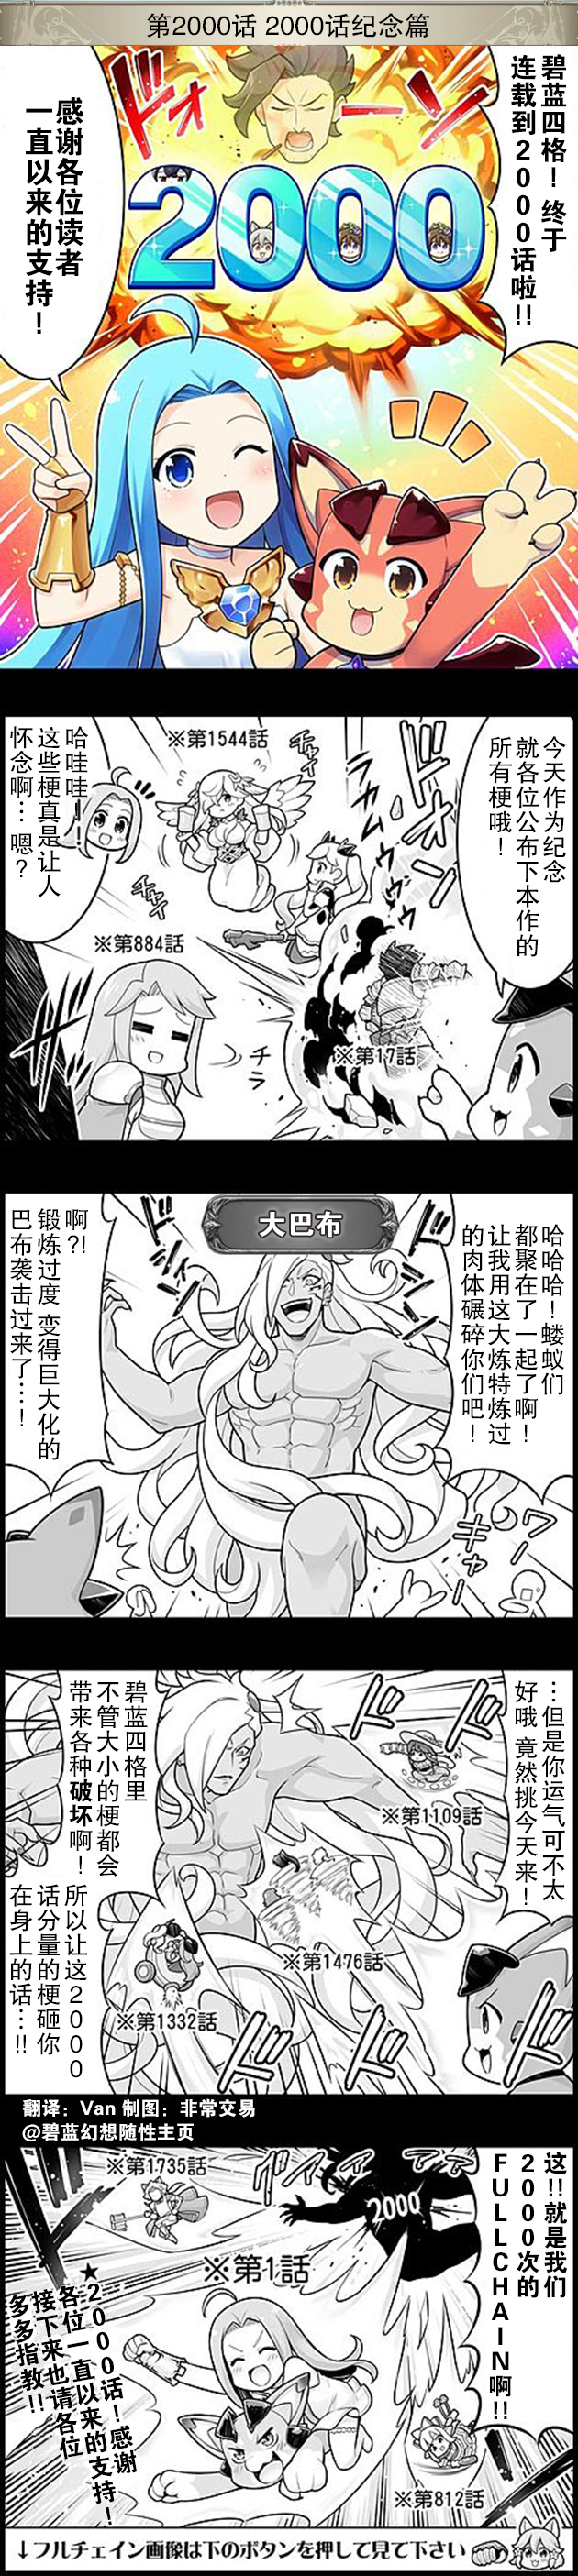 第2000话 2000话纪念篇
碧蓝四格！终于
连载到2000话啦!!
ドォーン
2000
感谢各位读者
一直以来的支持！
今天作为纪念
就各位公布下本作的
所有梗哦！
※第1544話
チャイ
チャイ
哈哇哇！！
这些梗真是让人
怀念啊…嗯？
※第884話
チラ
※第17話
大巴布
哈哈哈！蝼蚁们
都聚在了一起了啊！
让我用这大炼特炼过
的肉体碾碎你们吧！
啊?!
锻炼过度 变得巨大化的
巴布袭击过来了…！
ワー
キャー
…但是你运气可不太
好哦 竟然挑今天来！
ドドド
※第1109話
碧蓝四格里
不管大小的梗都会
带来各种破坏啊！
※第1476話
※第1332話
所以让这2000
话分量的梗砸你
在身上的话…!!
ドドド
翻译：Van 制图：非常交易
@碧蓝幻想随性主页
这!!就是我们
2000次的
FULLCHAIN啊!!
※第1735話
2000
※第1話
★2000话！感谢
各位一直以来的支持！
接下来也请各位
多多指教!!
※第812話
↓フルチェイン画像は下のボタンを押して見て下さい